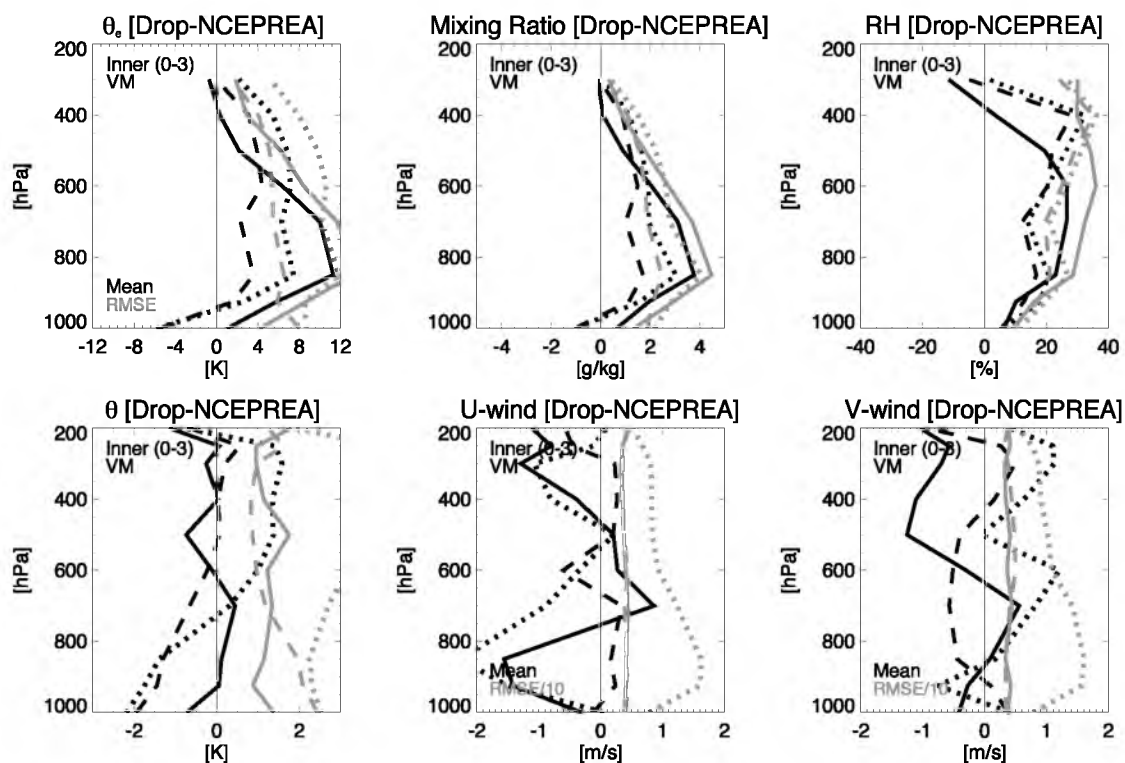 θe [Drop-NCEPREA]
Mixing Ratio [Drop-NCEPREA]
RH [Drop-NCEPREA]
200
400
600
800
1000
[hPa]
Inner (0-3)
VM
Mean
RMSE
-12 -8 -4 0 4 8 12
[K]
200
400
600
800
1000
[hPa]
Inner (0-3)
VM
-4 -2 0 2 4
[g/kg]
200
400
600
800
1000
[hPa]
Inner (0-3)
VM
-40 -20 0 20 40
[%]
θ [Drop-NCEPREA]
U-wind [Drop-NCEPREA]
V-wind [Drop-NCEPREA]
200
400
600
800
1000
[hPa]
Inner (0-3)
VM
-2 0 2
[K]
200
400
600
800
1000
[hPa]
Inner (0-3)
VM
Mean
RMSE/10
-2 -1 0 1 2
[m/s]
200
400
600
800
1000
[hPa]
Inner (0-3)
VM
Mean
RMSE/10
-2 -1 0 1 2
[m/s]